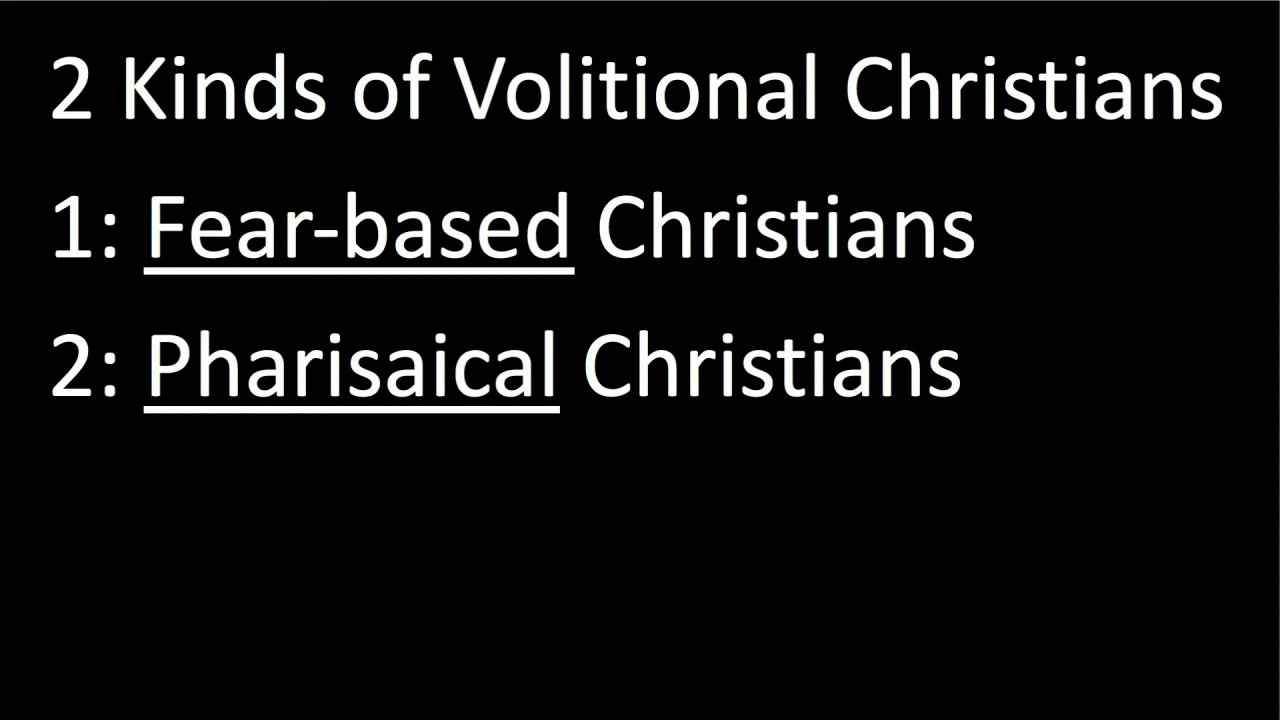 2 Kinds of Volitional Christians
1: Fear-based Christians
2: Pharisaical Christians